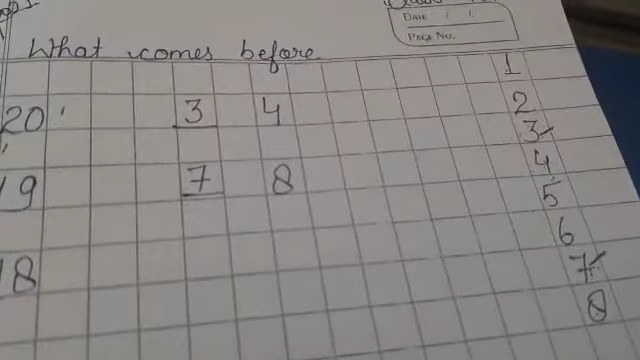 DATE / /
PAGE NO.
What comes before
1
20 3 4 2
3
4
19 7 8 5
6
18 7
8